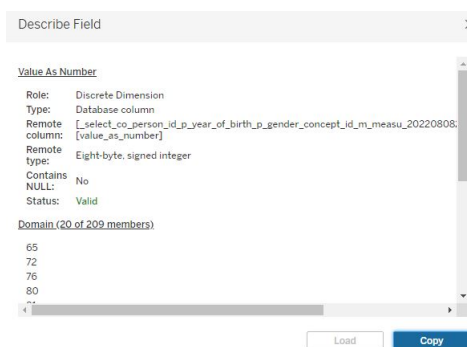 Describe Field
Value As Number
Role: Discrete Dimension
Type: Database column
Remote column: [_select_co_person_id_p_year_of_birth_p_gender_concept_id_m_measu_20220808
[value_as_number]
Remote type: Eight-byte, signed integer
Contains NULL: No
Status: Valid
Domain (20 of 209 members)
65
72
76
80
Load Copy